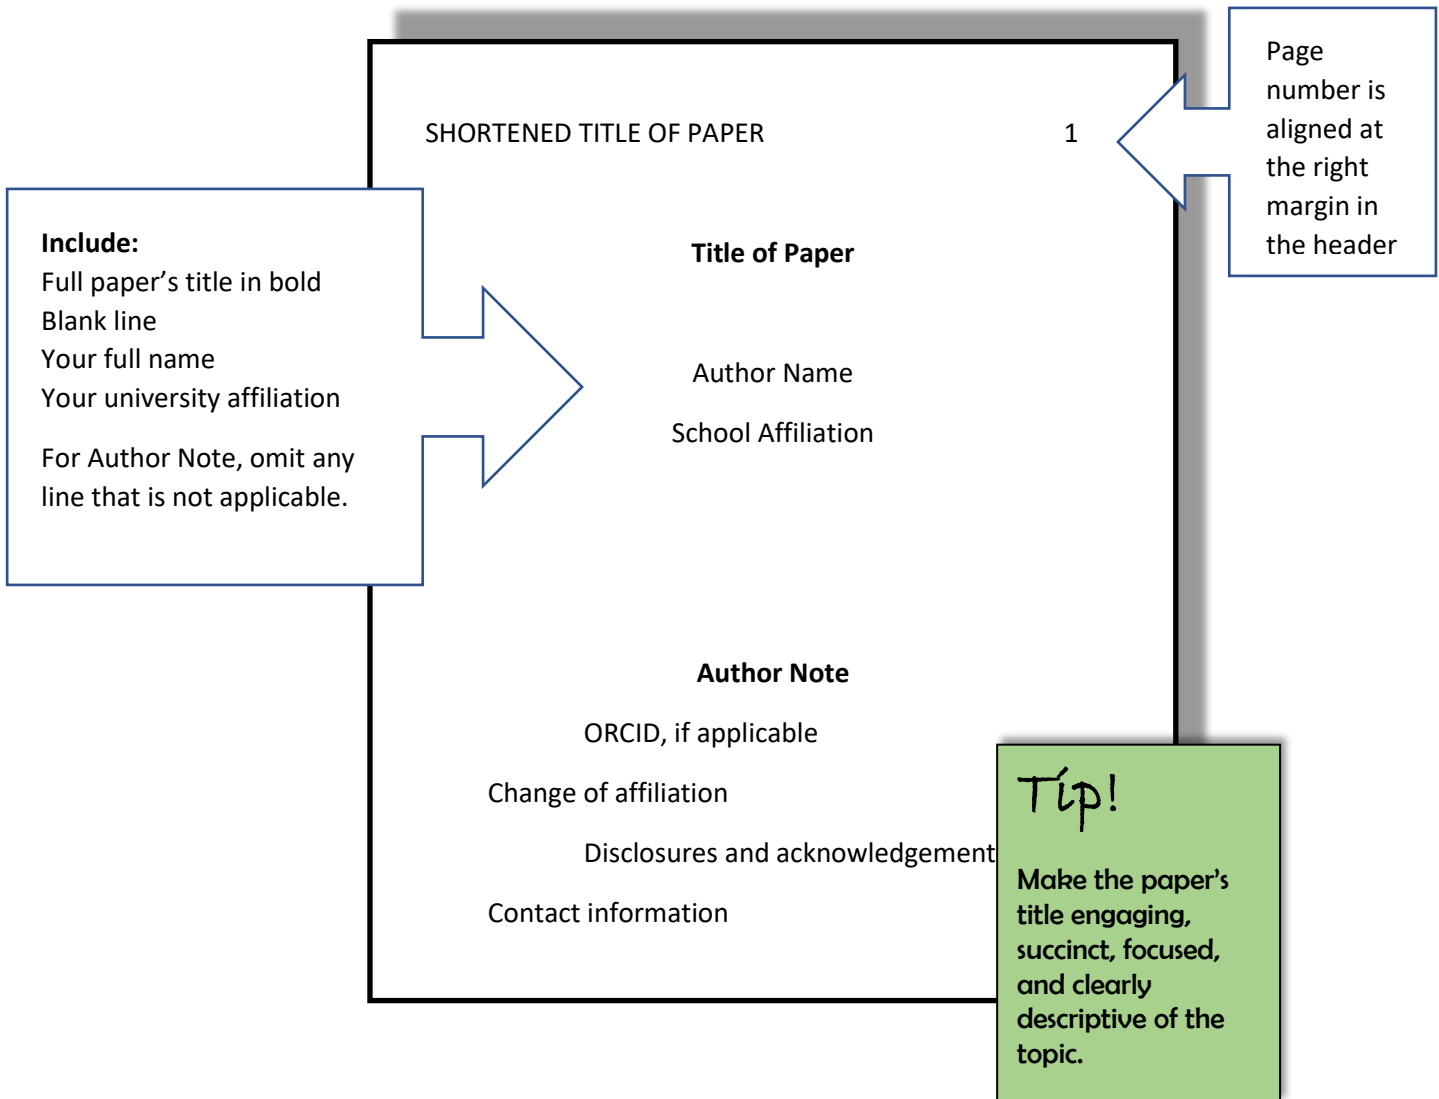 SHORTENED TITLE OF PAPER 1
Page
number is
aligned at
the right
margin in
the header
Include:
Full paper’s title in bold
Blank line
Your full name
Your university affiliation
For Author Note, omit any
line that is not applicable.
Title of Paper
Author Name
School Affiliation
Author Note
ORCID, if applicable
Change of affiliation
Disclosures and acknowledgement
Contact information
Tip!
Make the paper’s
title engaging,
succinct, focused,
and clearly
descriptive of the
topic.